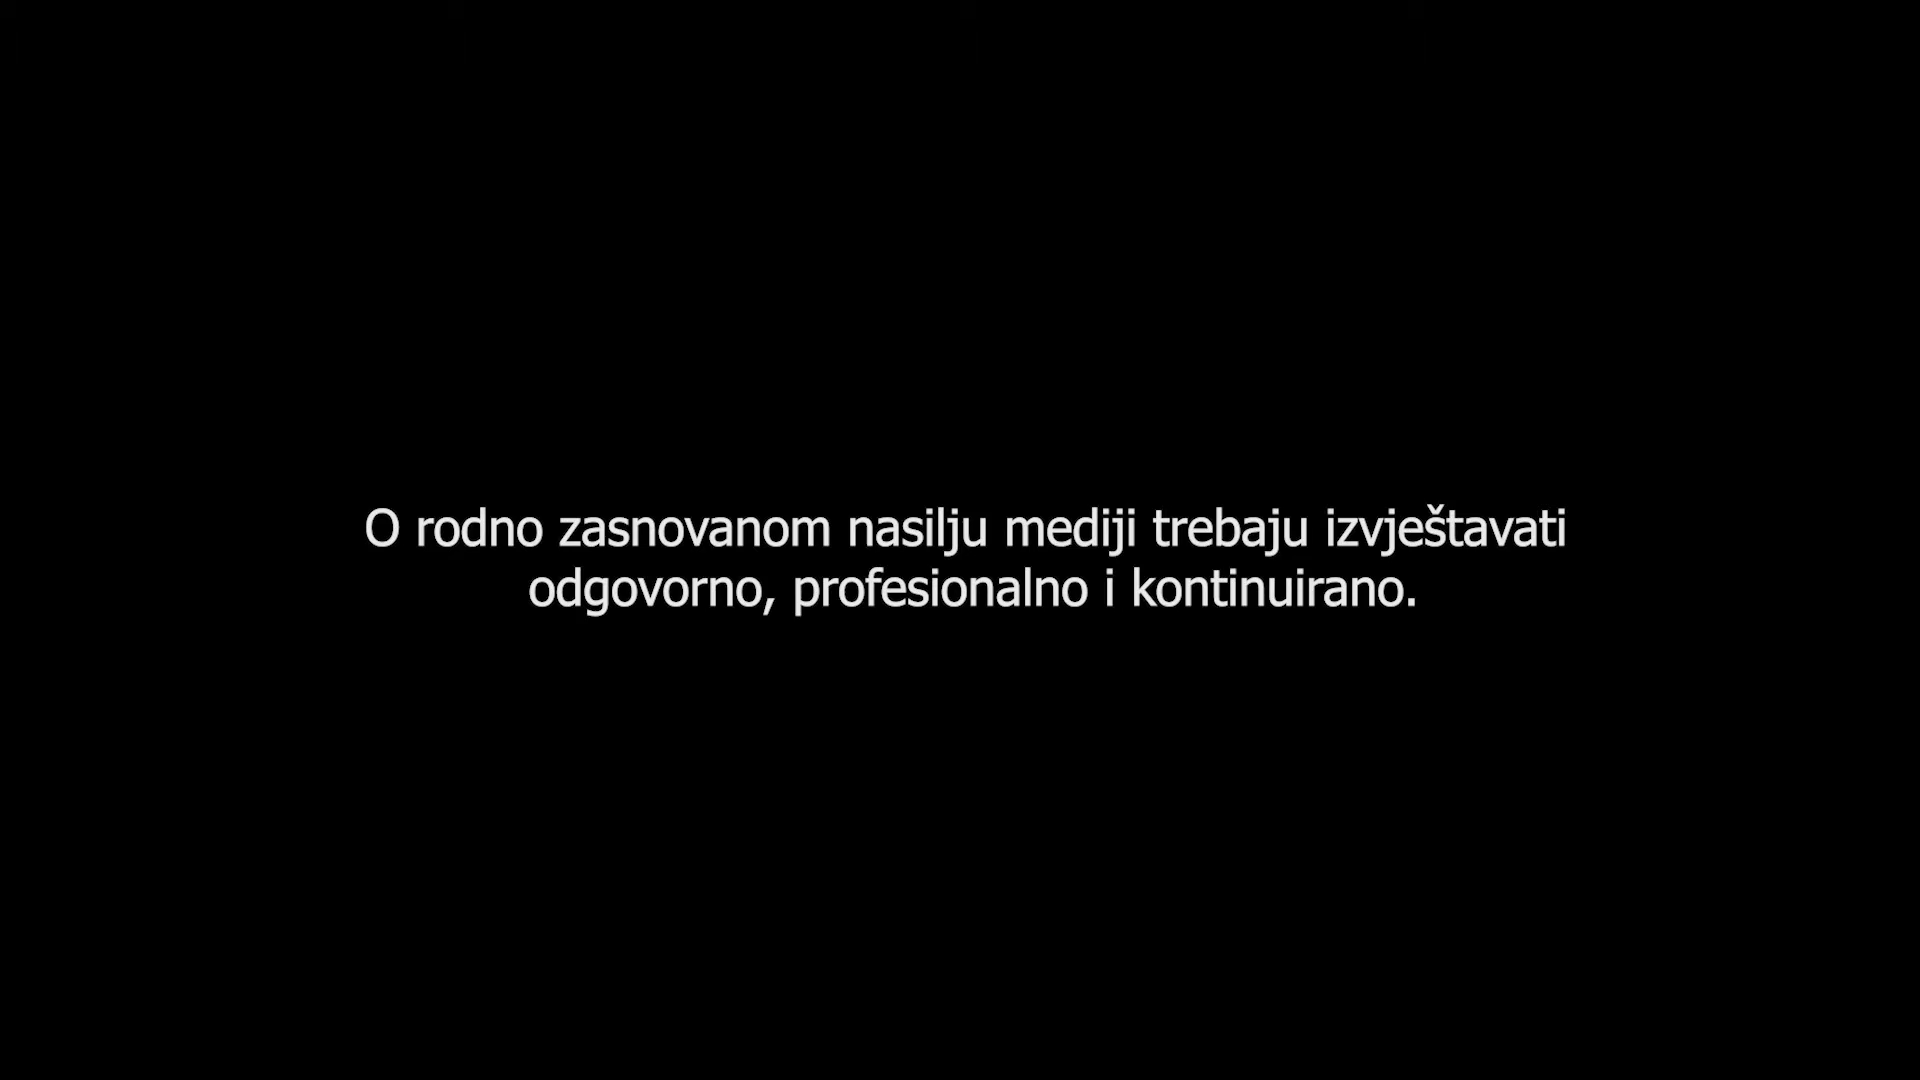 O rodno zasnovanom nasilju mediji trebaju izvještavati
odgovorno, profesionalno i kontinuirano.